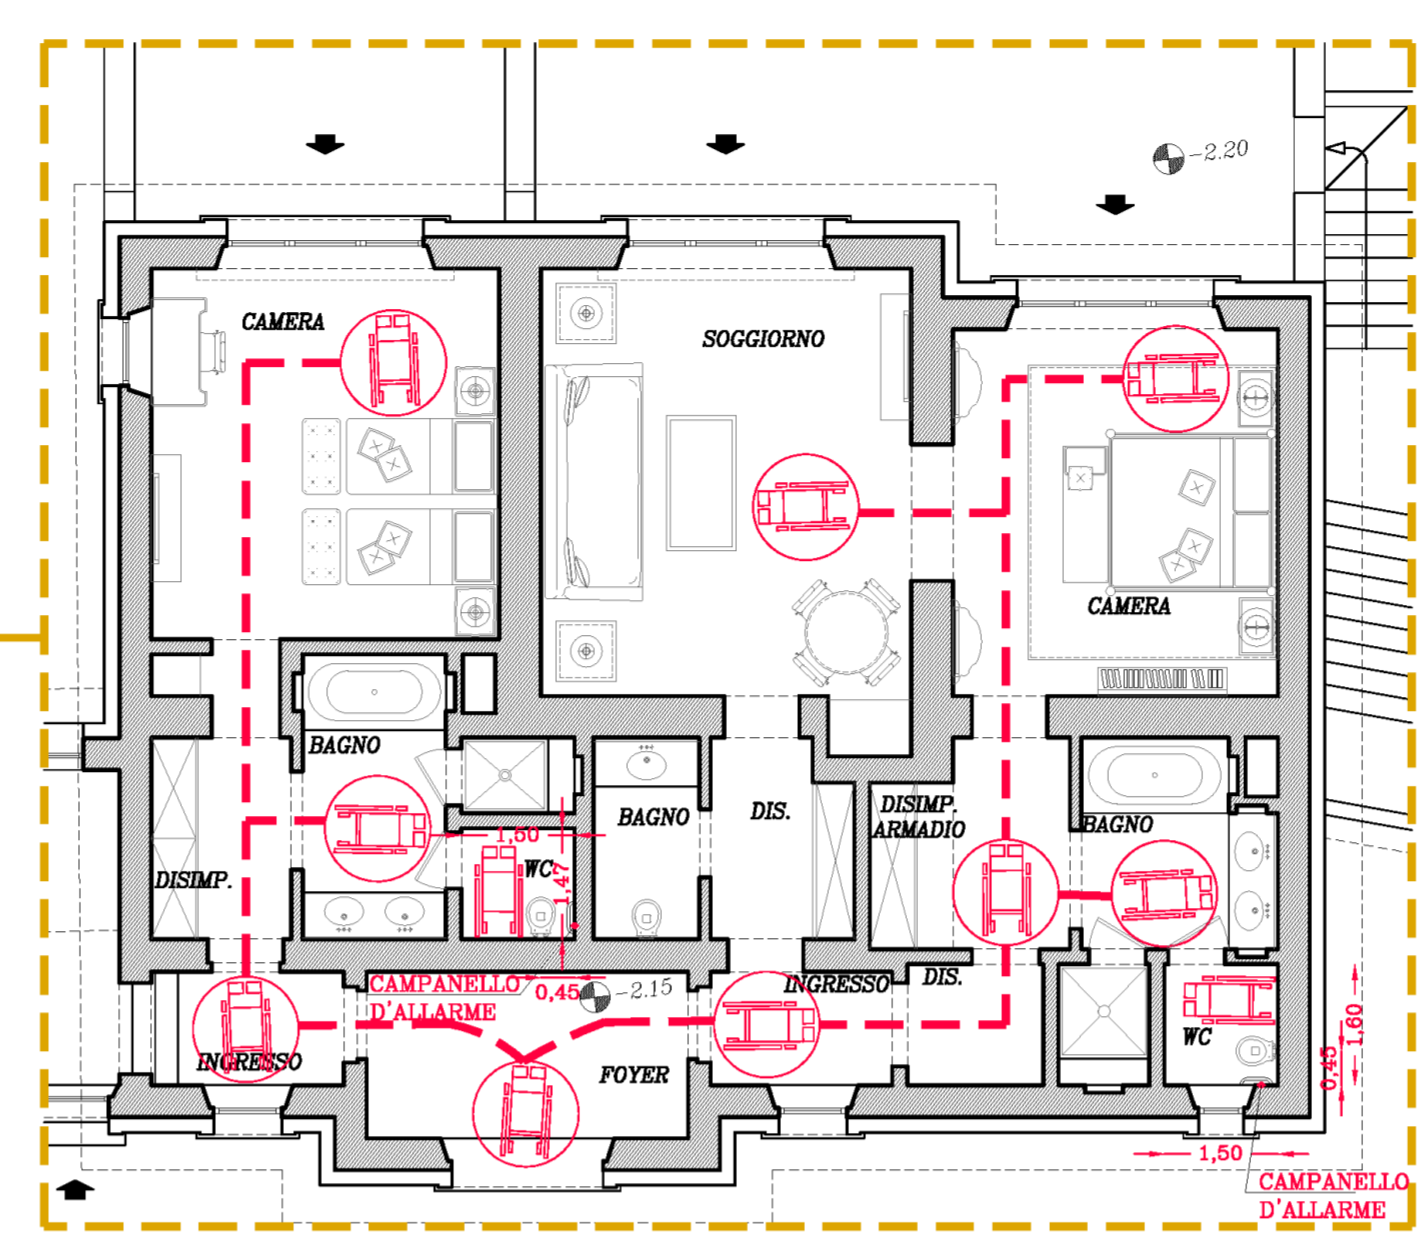 -2.20
CAMERA
SOGGIORNO
CAMERA
BAGNO
DISIMP.
ARMADIO
DIS.
BAGNO
BAGNO
1,50
WC
1,47
DISIMP.
CAMPANELLO
D'ALLARME
0,45
-2.15
INGRESSO
DIS.
WC
1,60
0,45
INGRESSO
FOYER
1,50
CAMPANELLO
D'ALLARME